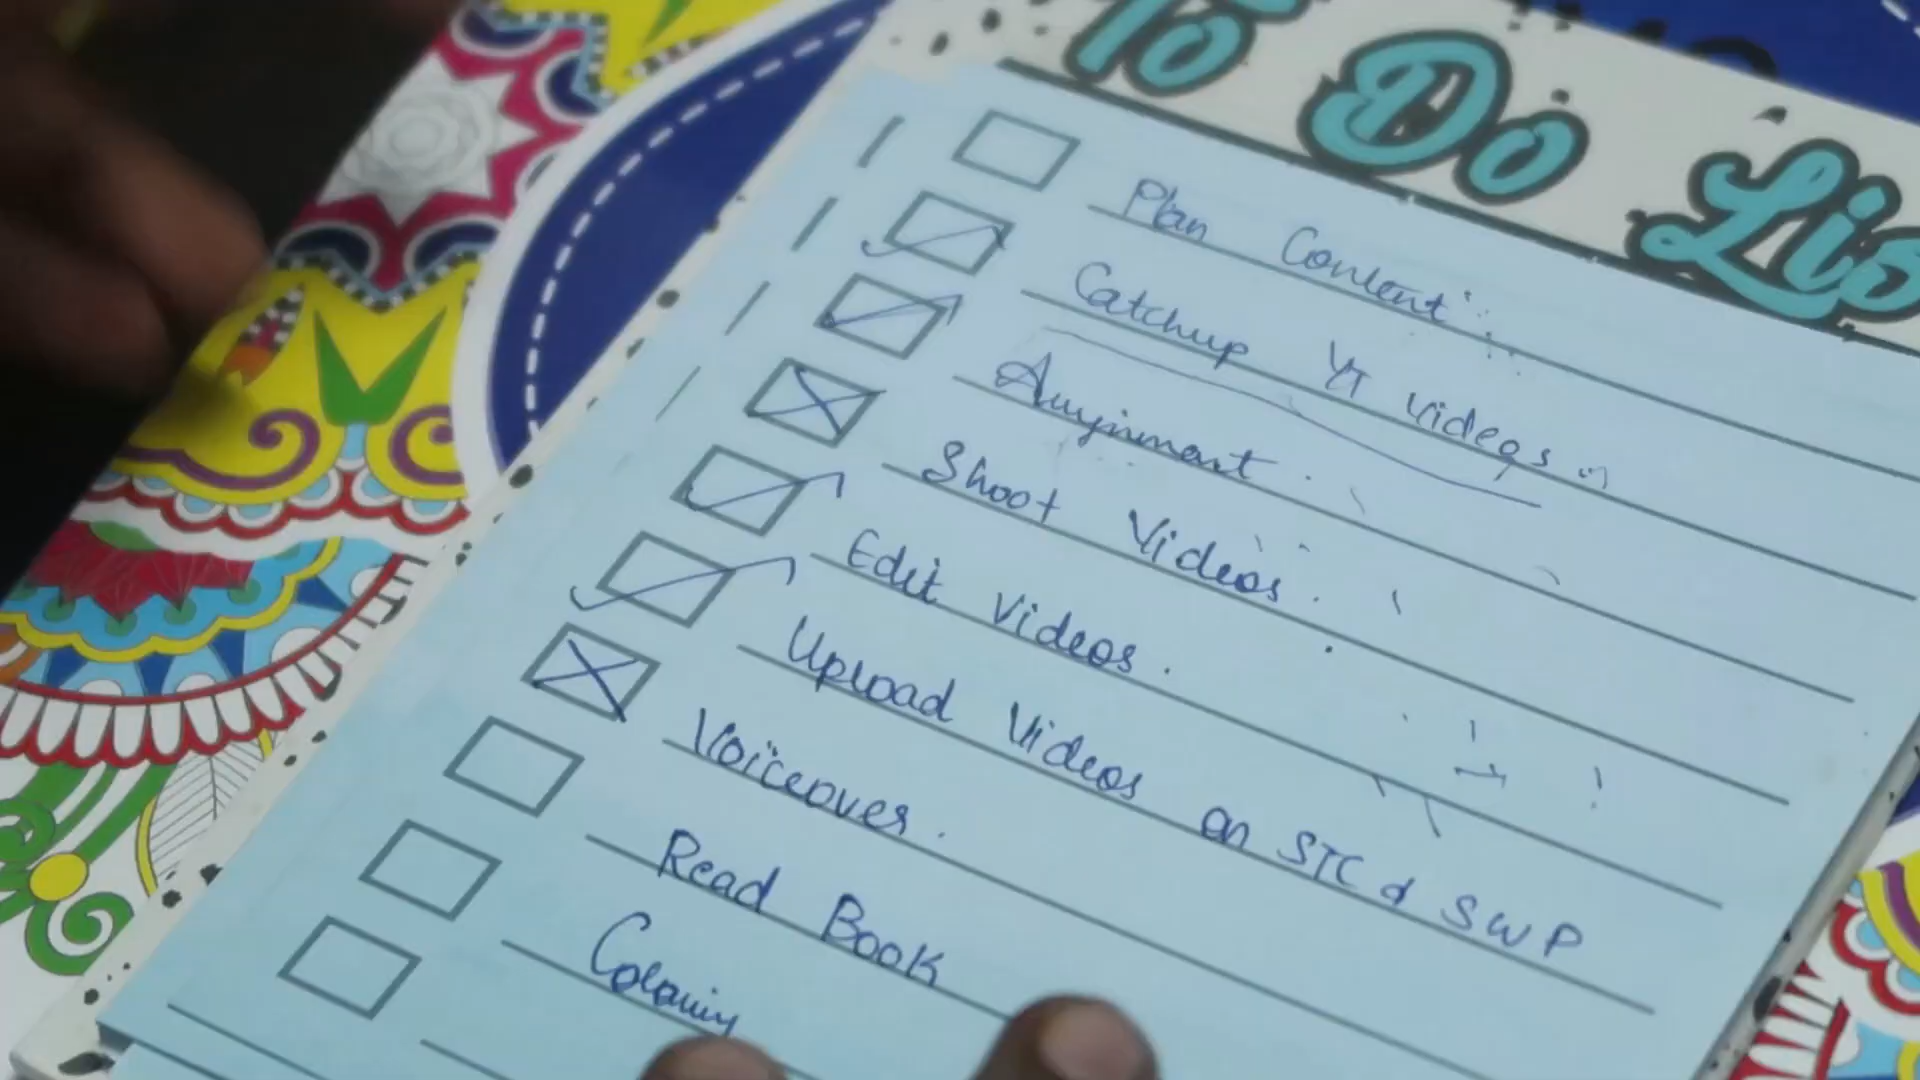 To Do Lis
Plan Content
Catchup YT Videos
Assignment.
Shoot Videos.
Edit Videos.
Upload Videos on STC & SWP
Voiceover.
Read Book
Coloring